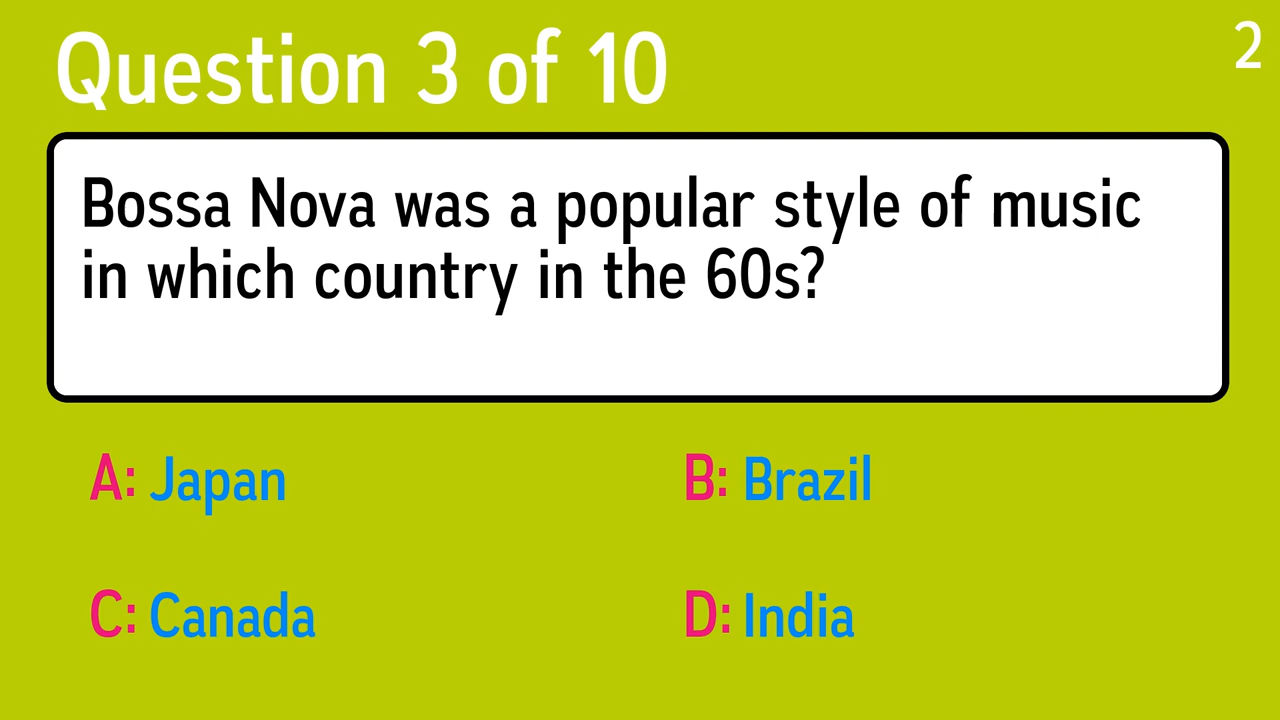 Question 3 of 10
2
Bossa Nova was a popular style of music
in which country in the 60s?
A: Japan
B: Brazil
C: Canada
D: India